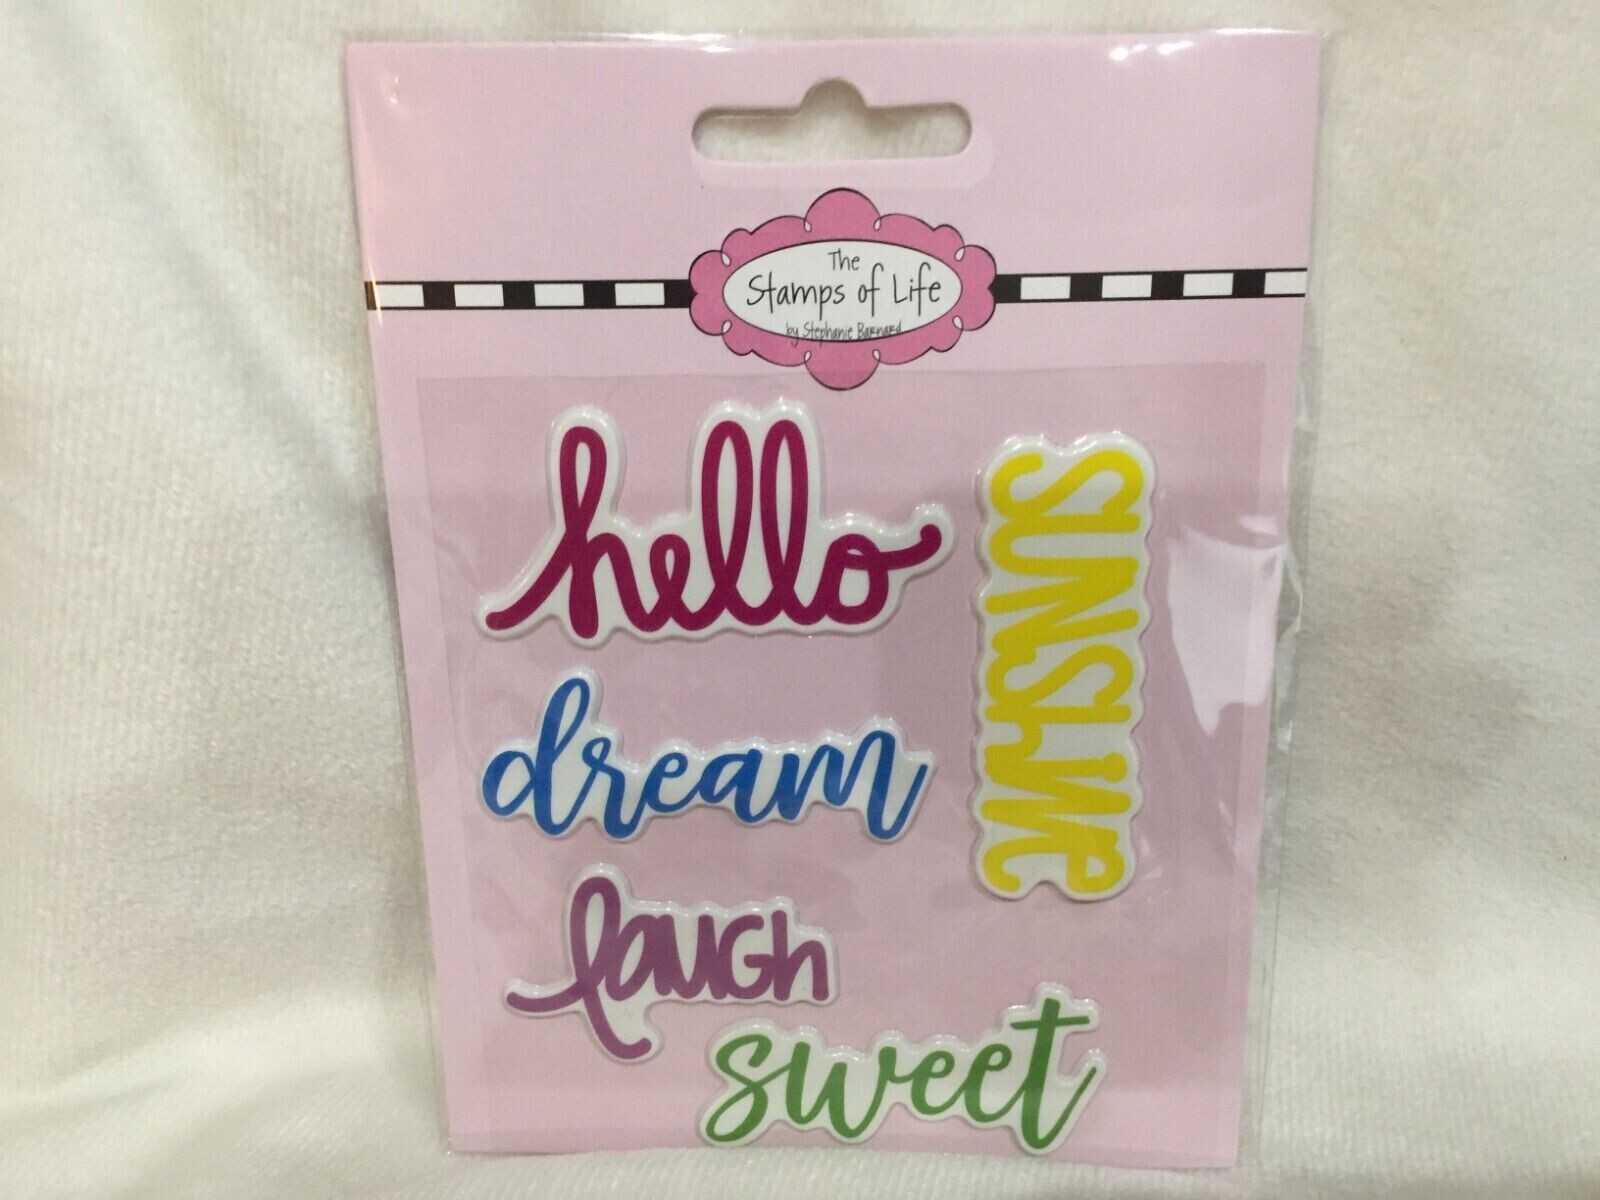 The
Stamps of Life
by Stephanie Barnard
hello
SUNSHINE
dream
laugh
sweet